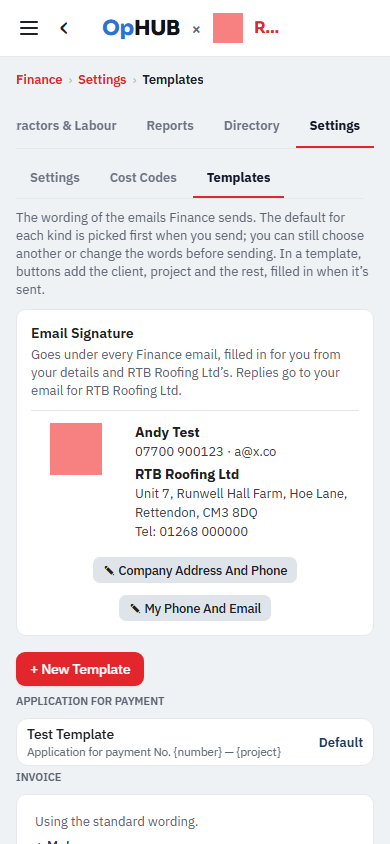 OpHUB × R...
Finance › Settings › Templates
ractors & Labour Reports Directory Settings
Settings Cost Codes Templates
The wording of the emails Finance sends. The default for
each kind is picked first when you send; you can still choose
another or change the words before sending. In a template,
buttons add the client, project and the rest, filled in when it's
sent.
Email Signature
Goes under every Finance email, filled in for you from
your details and RTB Roofing Ltd's. Replies go to your
email for RTB Roofing Ltd.
Andy Test
07700 900123 · a@x.co
RTB Roofing Ltd
Unit 7, Runwell Hall Farm, Hoe Lane,
Rettendon, CM3 8DQ
Tel: 01268 000000
Company Address And Phone
My Phone And Email
+ New Template
APPLICATION FOR PAYMENT
Test Template
Application for payment No. {number} — {project}
Default
INVOICE
Using the standard wording.